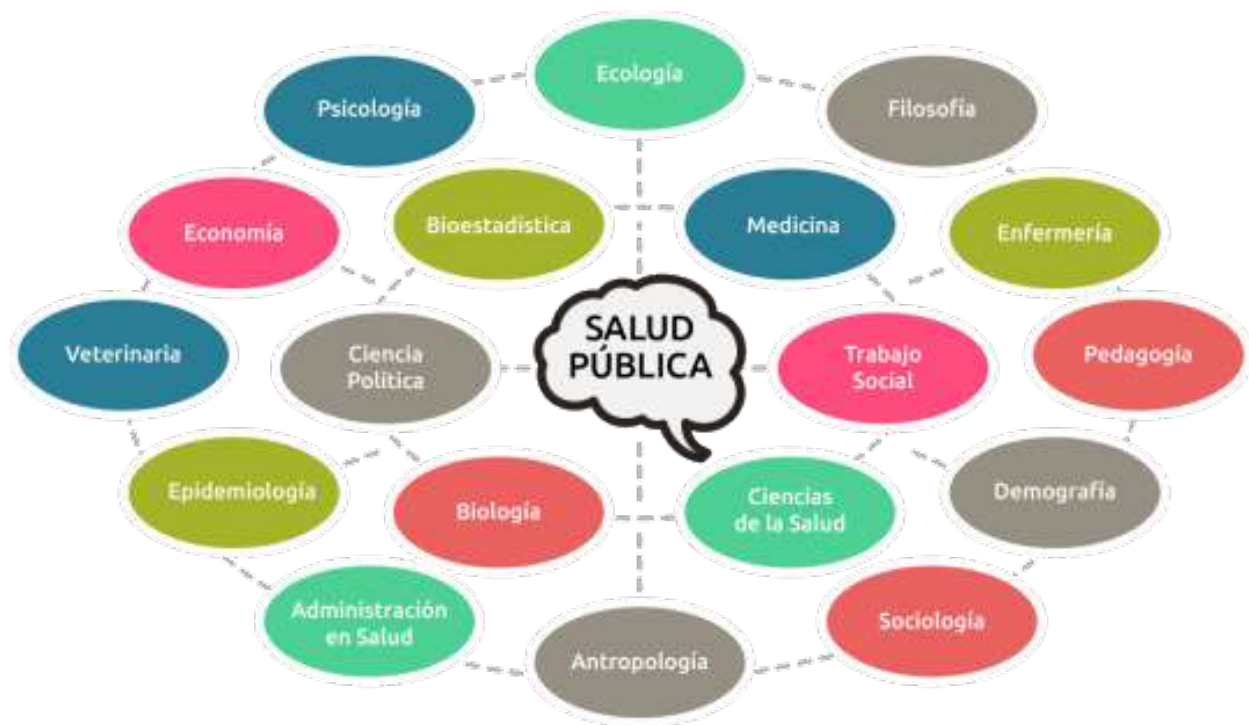 Ecología
Psicología
Filosofía
Bioestadística
Medicina
Economía
Enfermería
SALUD
PÚBLICA
Veterinaria
Ciencia
Política
Trabajo
Social
Pedagogía
Epidemiología
Biología
Ciencias
de la Salud
Demografía
Administración
en Salud
Antropología
Sociología